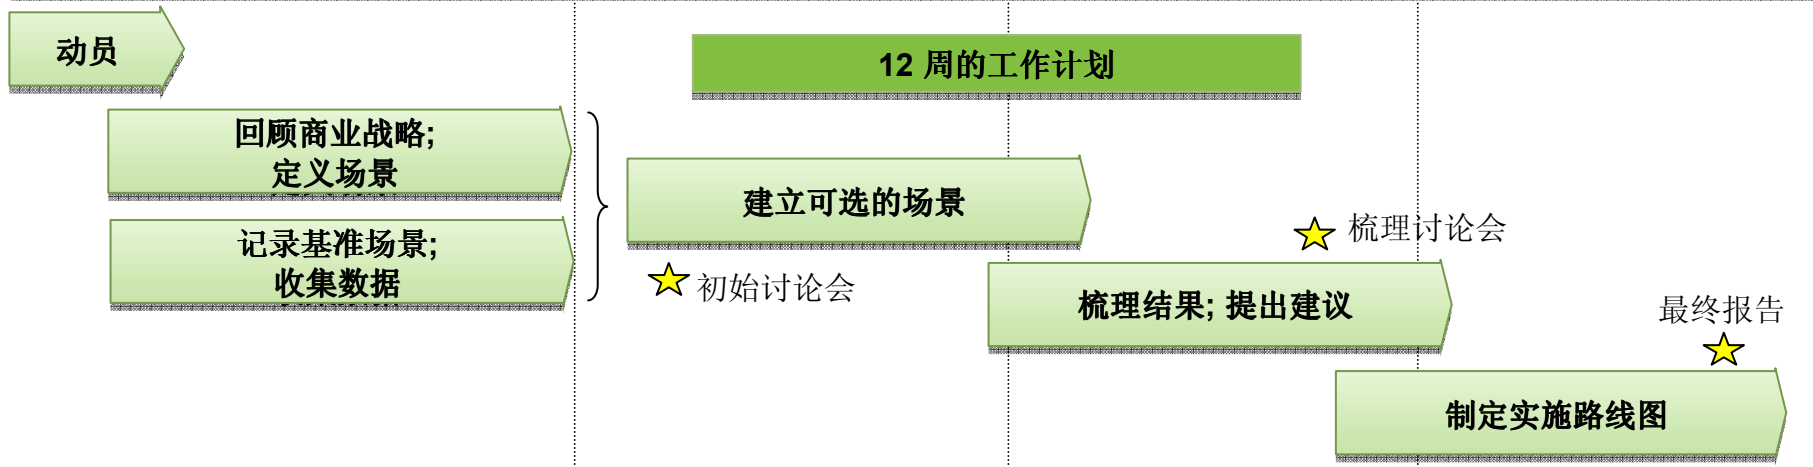 动员
12 周的工作计划
回顾商业战略;
定义场景
记录基准场景;
收集数据
建立可选的场景
初始讨论会
梳理讨论会
梳理结果; 提出建议
最终报告
制定实施路线图